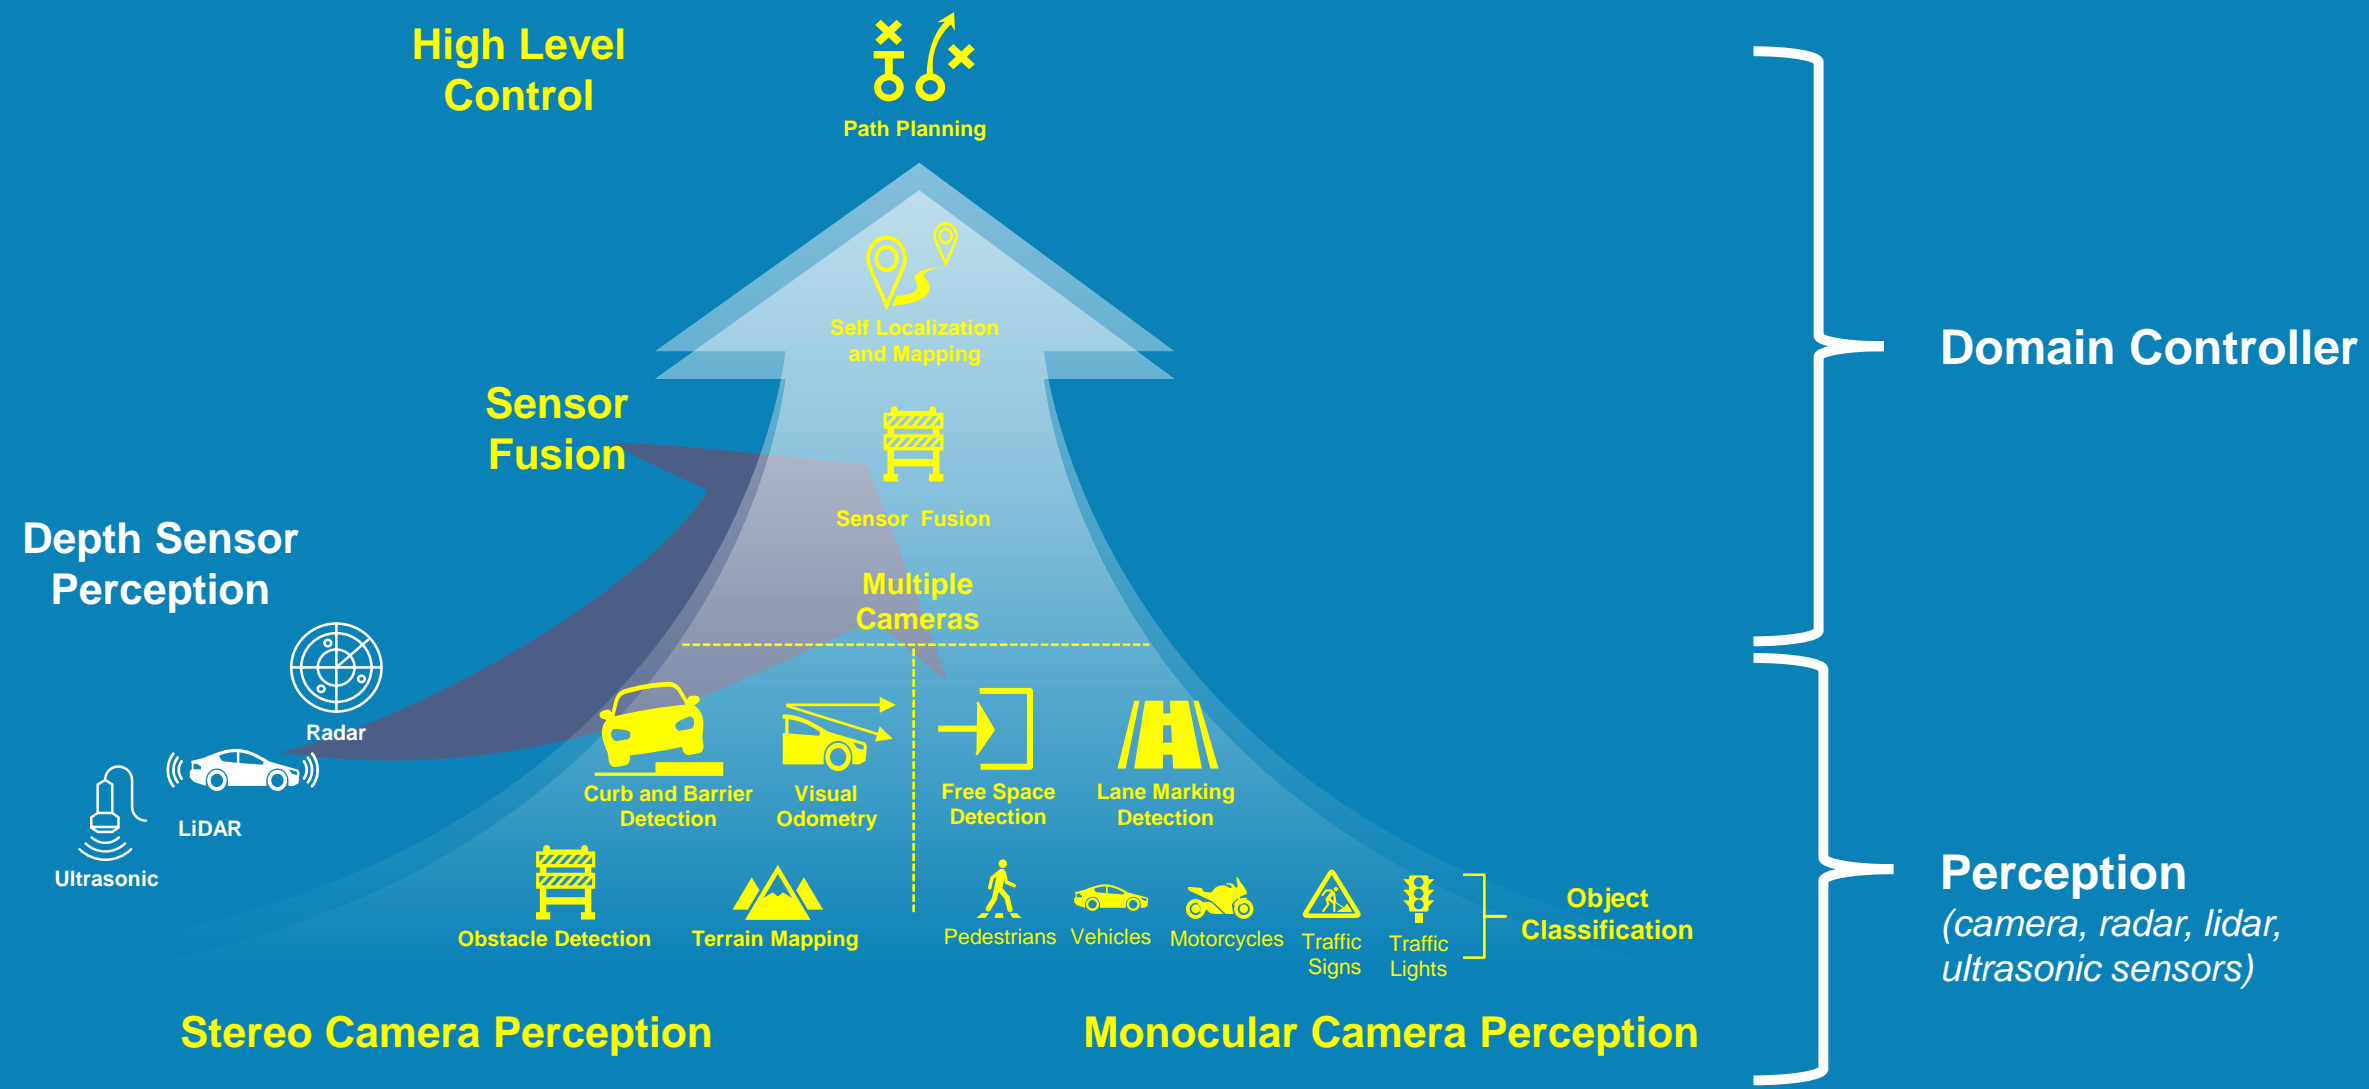 High Level
Control
Path Planning
Self Localization
and Mapping
Domain Controller
Sensor
Fusion
Sensor Fusion
Depth Sensor
Perception
Multiple
Cameras
Radar
LiDAR
Ultrasonic
Curb and Barrier
Detection
Visual
Odometry
Free Space
Detection
Lane Marking
Detection
Obstacle Detection
Terrain Mapping
Pedestrians
Vehicles
Motorcycles
Traffic
Signs
Traffic
Lights
Object
Classification
Perception
(camera, radar, lidar,
ultrasonic sensors)
Stereo Camera Perception
Monocular Camera Perception